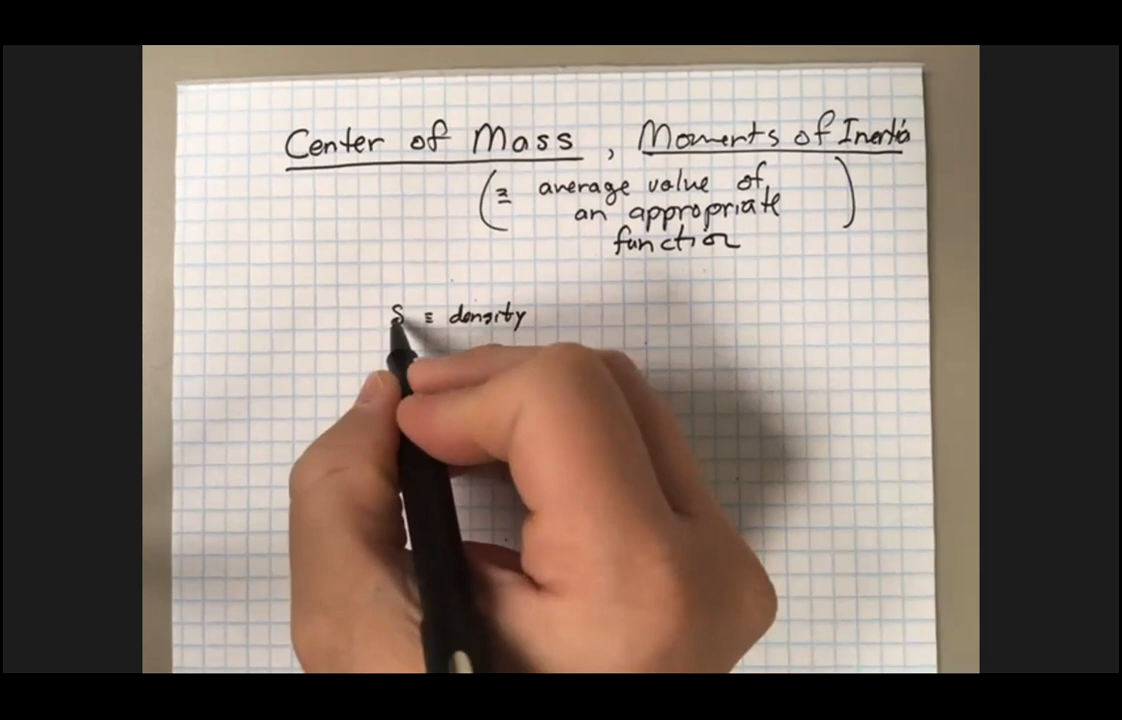 Center of Mass , Moments of Inertia
( ≡ average value of
an appropriate )
function
δ ≡ density